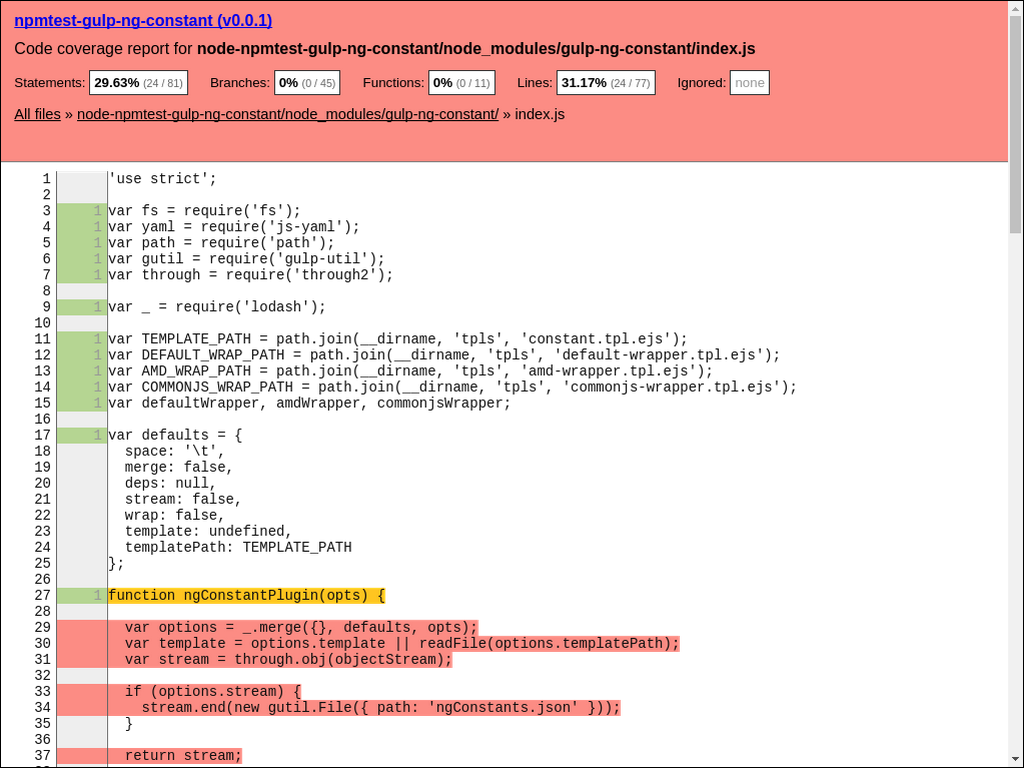 npmtest-gulp-ng-constant (v0.0.1)
Code coverage report for node-npmtest-gulp-ng-constant/node_modules/gulp-ng-constant/index.js
Statements: 29.63% (24 / 81) Branches: 0% (0 / 45) Functions: 0% (0 / 11) Lines: 31.17% (24 / 77) Ignored: none
All files » node-npmtest-gulp-ng-constant/node_modules/gulp-ng-constant/ » index.js
1 'use strict';
2
3 1 var fs = require('fs');
4 1 var yaml = require('js-yaml');
5 1 var path = require('path');
6 1 var gutil = require('gulp-util');
7 1 var through = require('through2');
8
9 1 var _ = require('lodash');
10
11 1 var TEMPLATE_PATH = path.join(__dirname, 'tpls', 'constant.tpl.ejs');
12 1 var DEFAULT_WRAP_PATH = path.join(__dirname, 'tpls', 'default-wrapper.tpl.ejs');
13 1 var AMD_WRAP_PATH = path.join(__dirname, 'tpls', 'amd-wrapper.tpl.ejs');
14 1 var COMMONJS_WRAP_PATH = path.join(__dirname, 'tpls', 'commonjs-wrapper.tpl.ejs');
15 1 var defaultWrapper, amdWrapper, commonjsWrapper;
16
17 1 var defaults = {
18   space: '\t',
19   merge: false,
20   deps: null,
21   stream: false,
22   wrap: false,
23   template: undefined,
24   templatePath: TEMPLATE_PATH
25 };
26
27 1 function ngConstantPlugin(opts) {
28
29   var options = _.merge({}, defaults, opts);
30   var template = options.template || readFile(options.templatePath);
31   var stream = through.obj(objectStream);
32
33   if (options.stream) {
34     stream.end(new gutil.File({ path: 'ngConstants.json' }));
35   }
36
37   return stream;